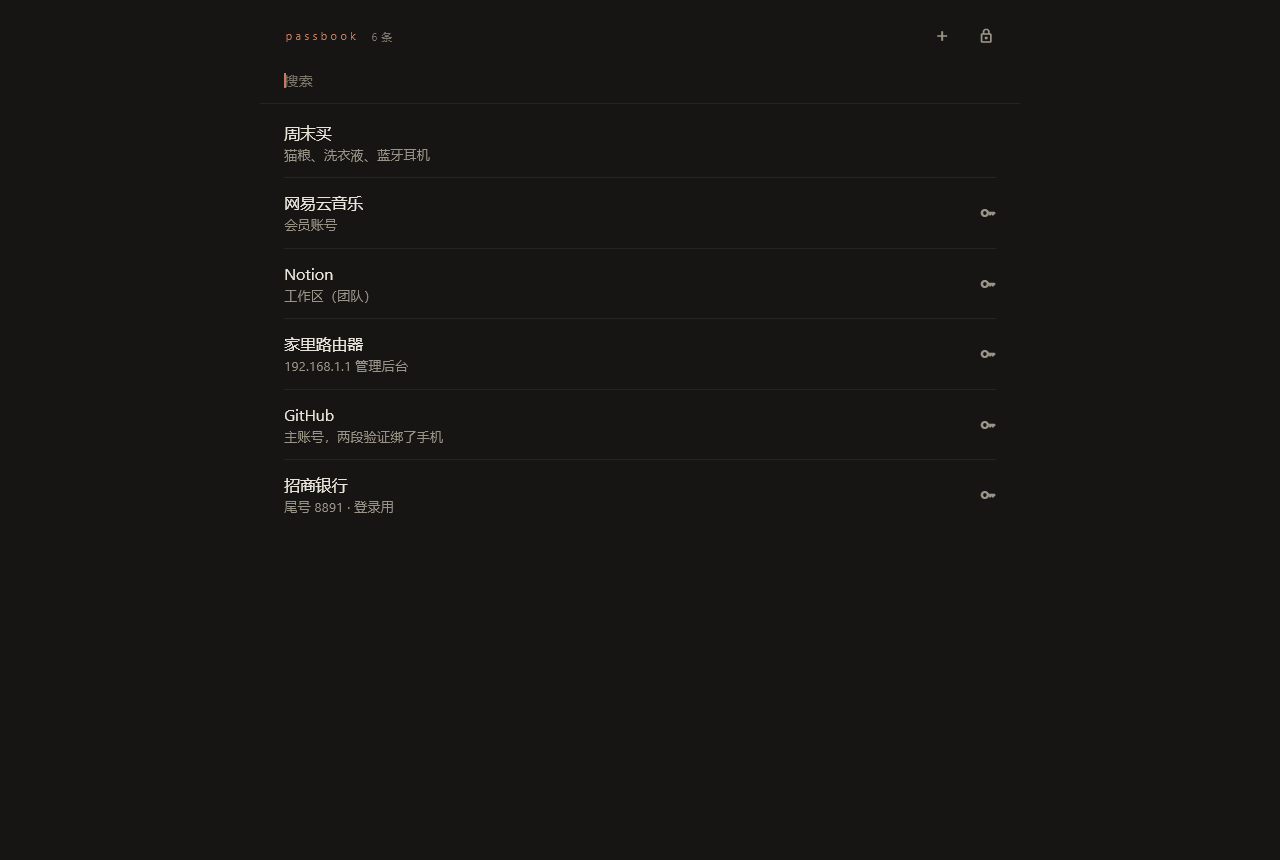 passbook 6 条
搜索
周末买
猫粮、洗衣液、蓝牙耳机
网易云音乐
会员账号
Notion
工作区（团队）
家里路由器
192.168.1.1 管理后台
GitHub
主账号，两段验证绑了手机
招商银行
尾号 8891 · 登录用